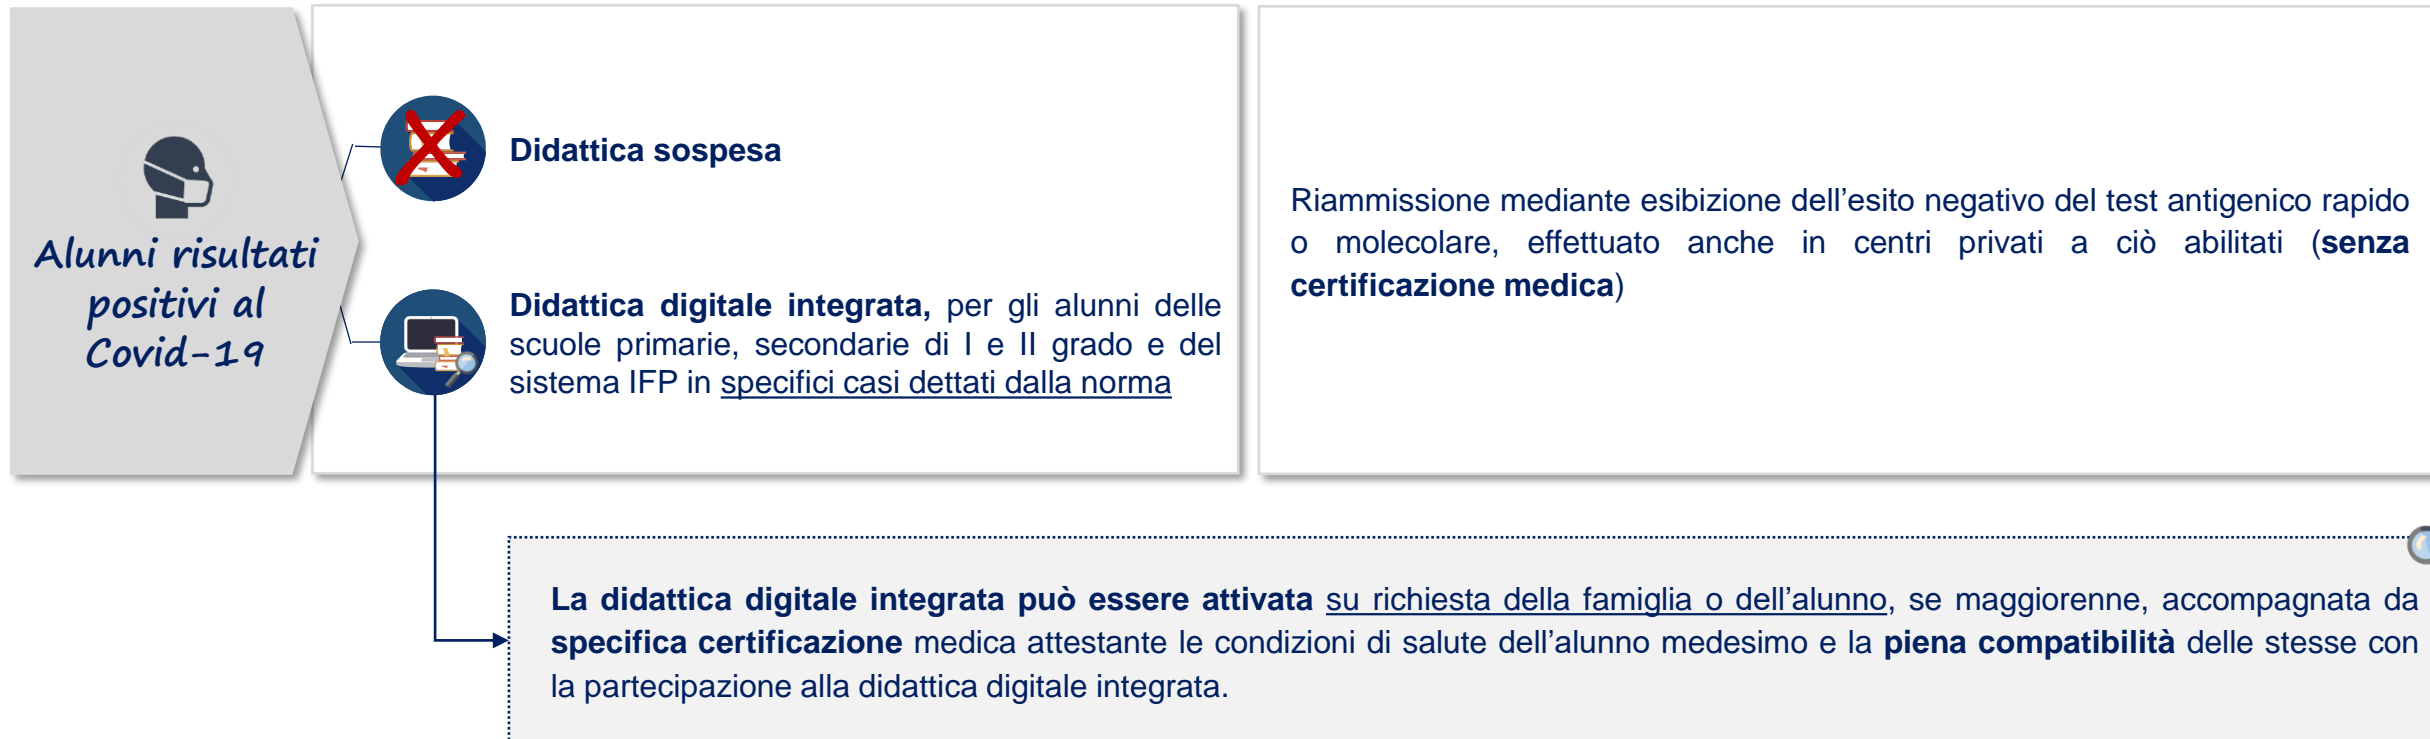 Alunni risultati
positivi al
Covid-19
Didattica sospesa
Didattica digitale integrata, per gli alunni delle
scuole primarie, secondarie di I e II grado e del
sistema IFP in specifici casi dettati dalla norma
Riammissione mediante esibizione dell’esito negativo del test antigenico rapido
o molecolare, effettuato anche in centri privati a ciò abilitati (senza
certificazione medica)
La didattica digitale integrata può essere attivata su richiesta della famiglia o dell’alunno, se maggiorenne, accompagnata da
specifica certificazione medica attestante le condizioni di salute dell’alunno medesimo e la piena compatibilità delle stesse con
la partecipazione alla didattica digitale integrata.